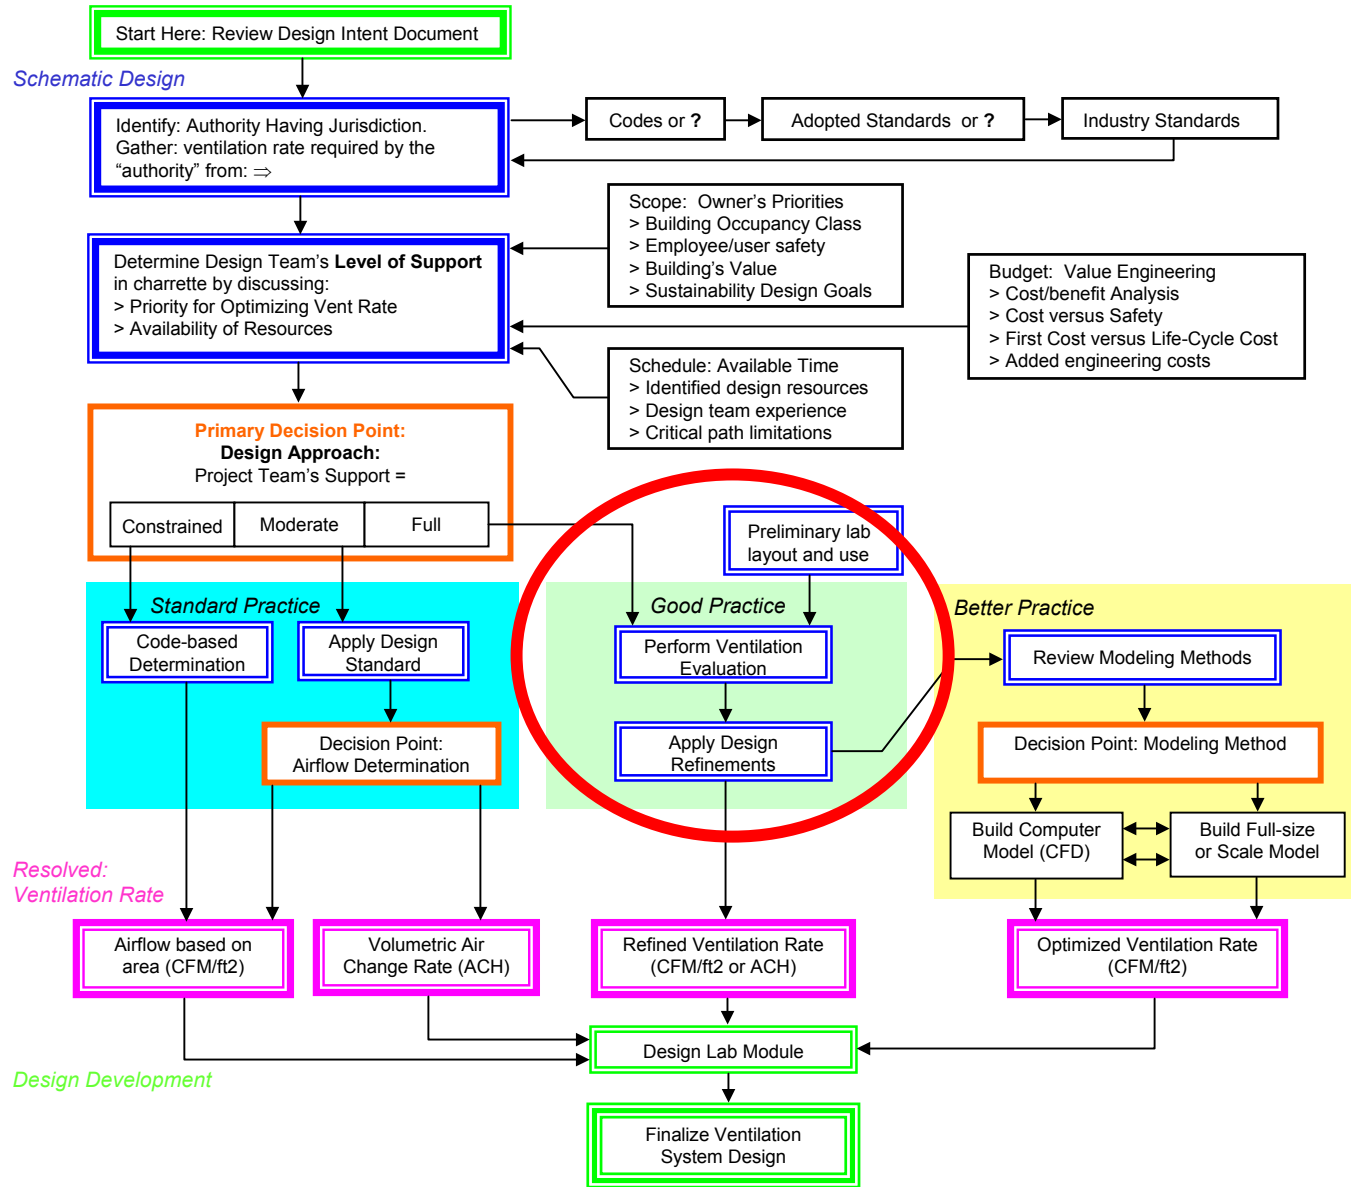 Start Here: Review Design Intent Document
Schematic Design
Identify: Authority Having Jurisdiction.
Gather: ventilation rate required by the
“authority” from: ⇒
Codes or ?
Adopted Standards or ?
Industry Standards
Scope: Owner’s Priorities
> Building Occupancy Class
> Employee/user safety
> Building’s Value
> Sustainability Design Goals
Determine Design Team’s Level of Support
in charrette by discussing:
> Priority for Optimizing Vent Rate
> Availability of Resources
Budget: Value Engineering
> Cost/benefit Analysis
> Cost versus Safety
> First Cost versus Life-Cycle Cost
> Added engineering costs
Schedule: Available Time
> Identified design resources
> Design team experience
> Critical path limitations
Primary Decision Point:
Design Approach:
Project Team’s Support =
Constrained
Moderate
Full
Preliminary lab
layout and use
Standard Practice
Code-based
Determination
Apply Design
Standard
Decision Point:
Airflow Determination
Good Practice
Perform Ventilation
Evaluation
Apply Design
Refinements
Better Practice
Review Modeling Methods
Decision Point: Modeling Method
Build Computer
Model (CFD)
Build Full-size
or Scale Model
Resolved:
Ventilation Rate
Airflow based on
area (CFM/ft2)
Volumetric Air
Change Rate (ACH)
Refined Ventilation Rate
(CFM/ft2 or ACH)
Optimized Ventilation Rate
(CFM/ft2)
Design Lab Module
Design Development
Finalize Ventilation
System Design